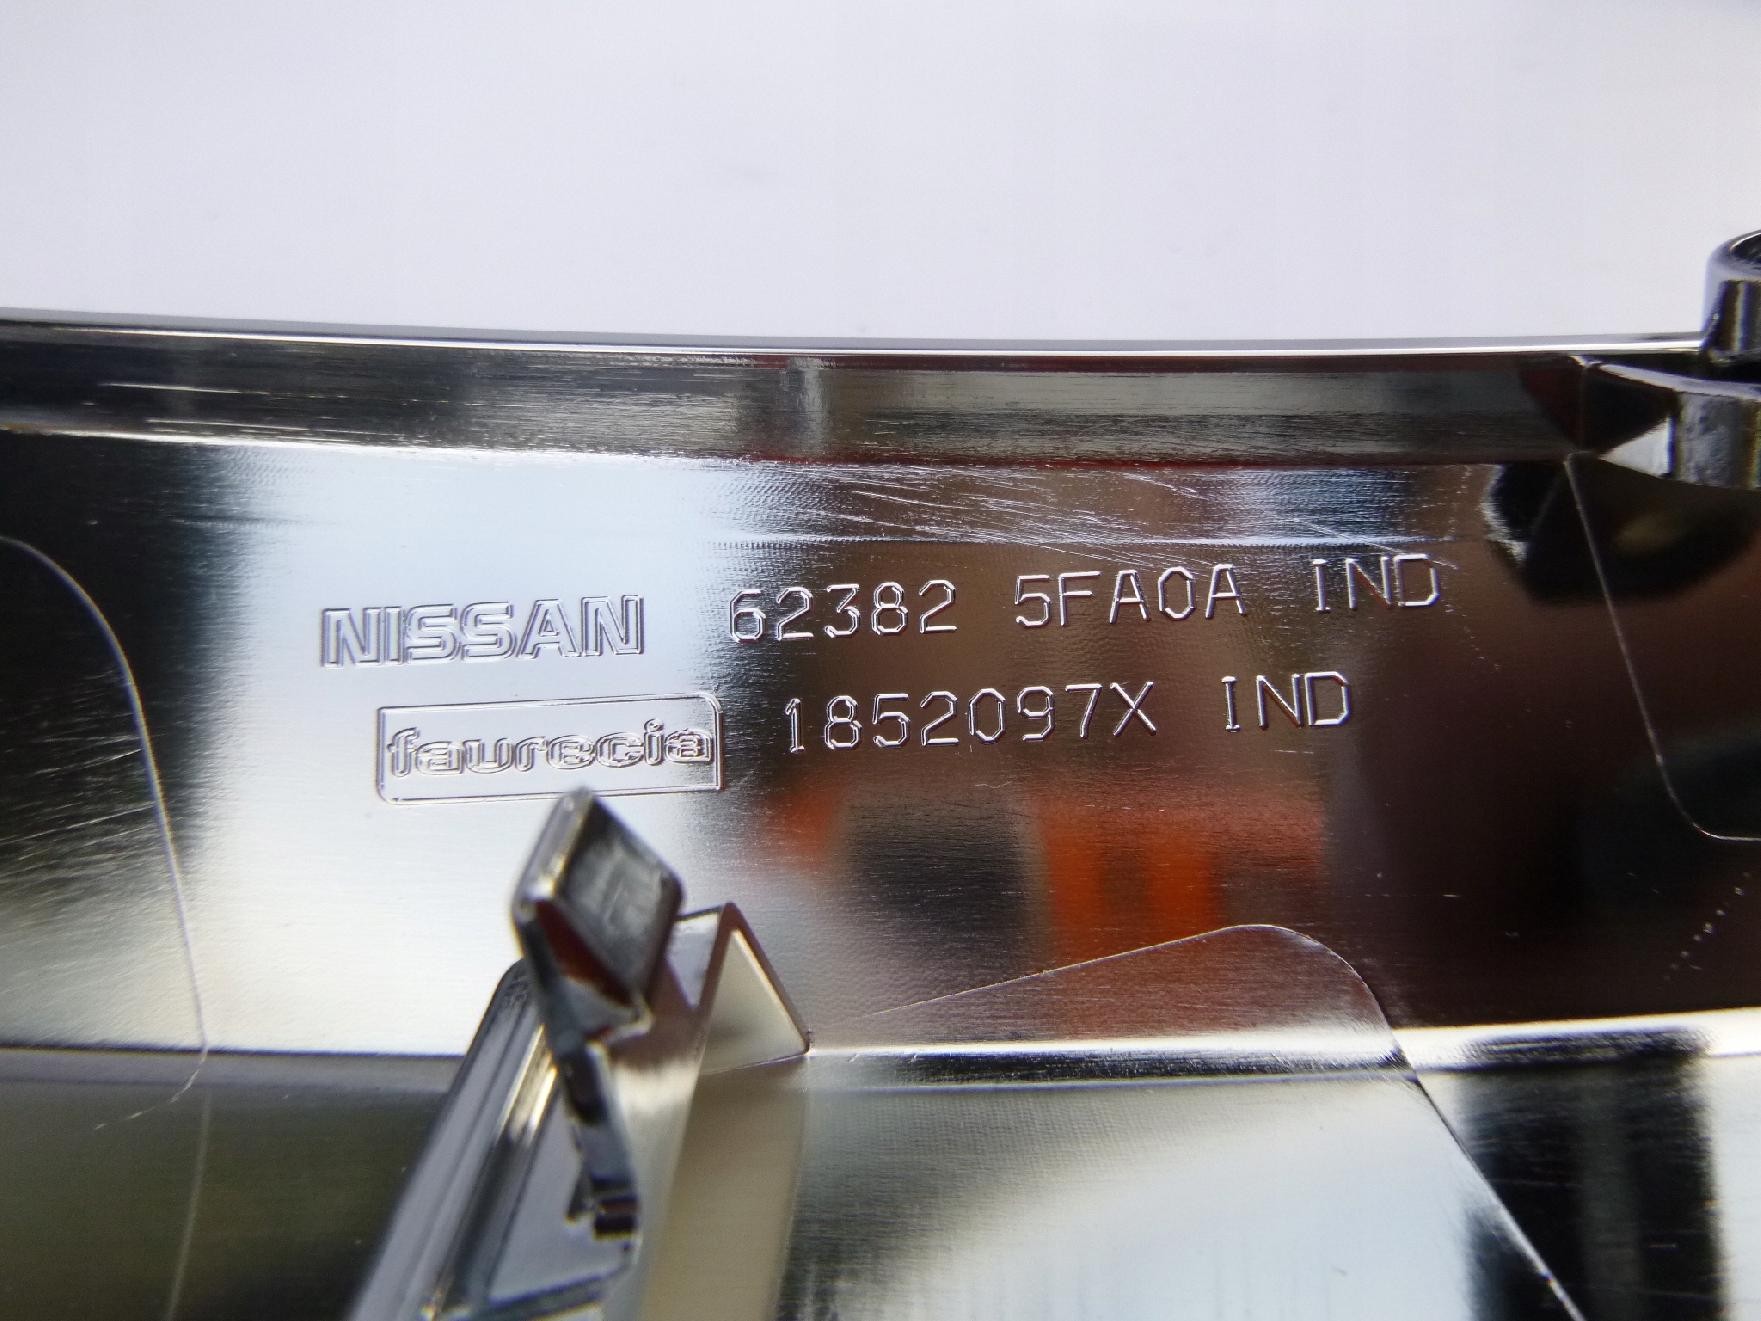 NISSAN 62382 5FA0A IND
faurecia 1852097X IND